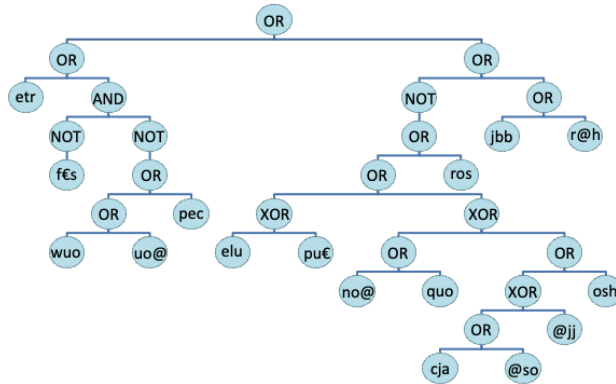 OR
OR OR
etr AND NOT OR
NOT NOT OR jbb r@h
f€s OR OR ros
OR pec XOR XOR
wuo uo@ elu pu€ OR OR
no@ quo XOR osh
OR @jj
cja @so